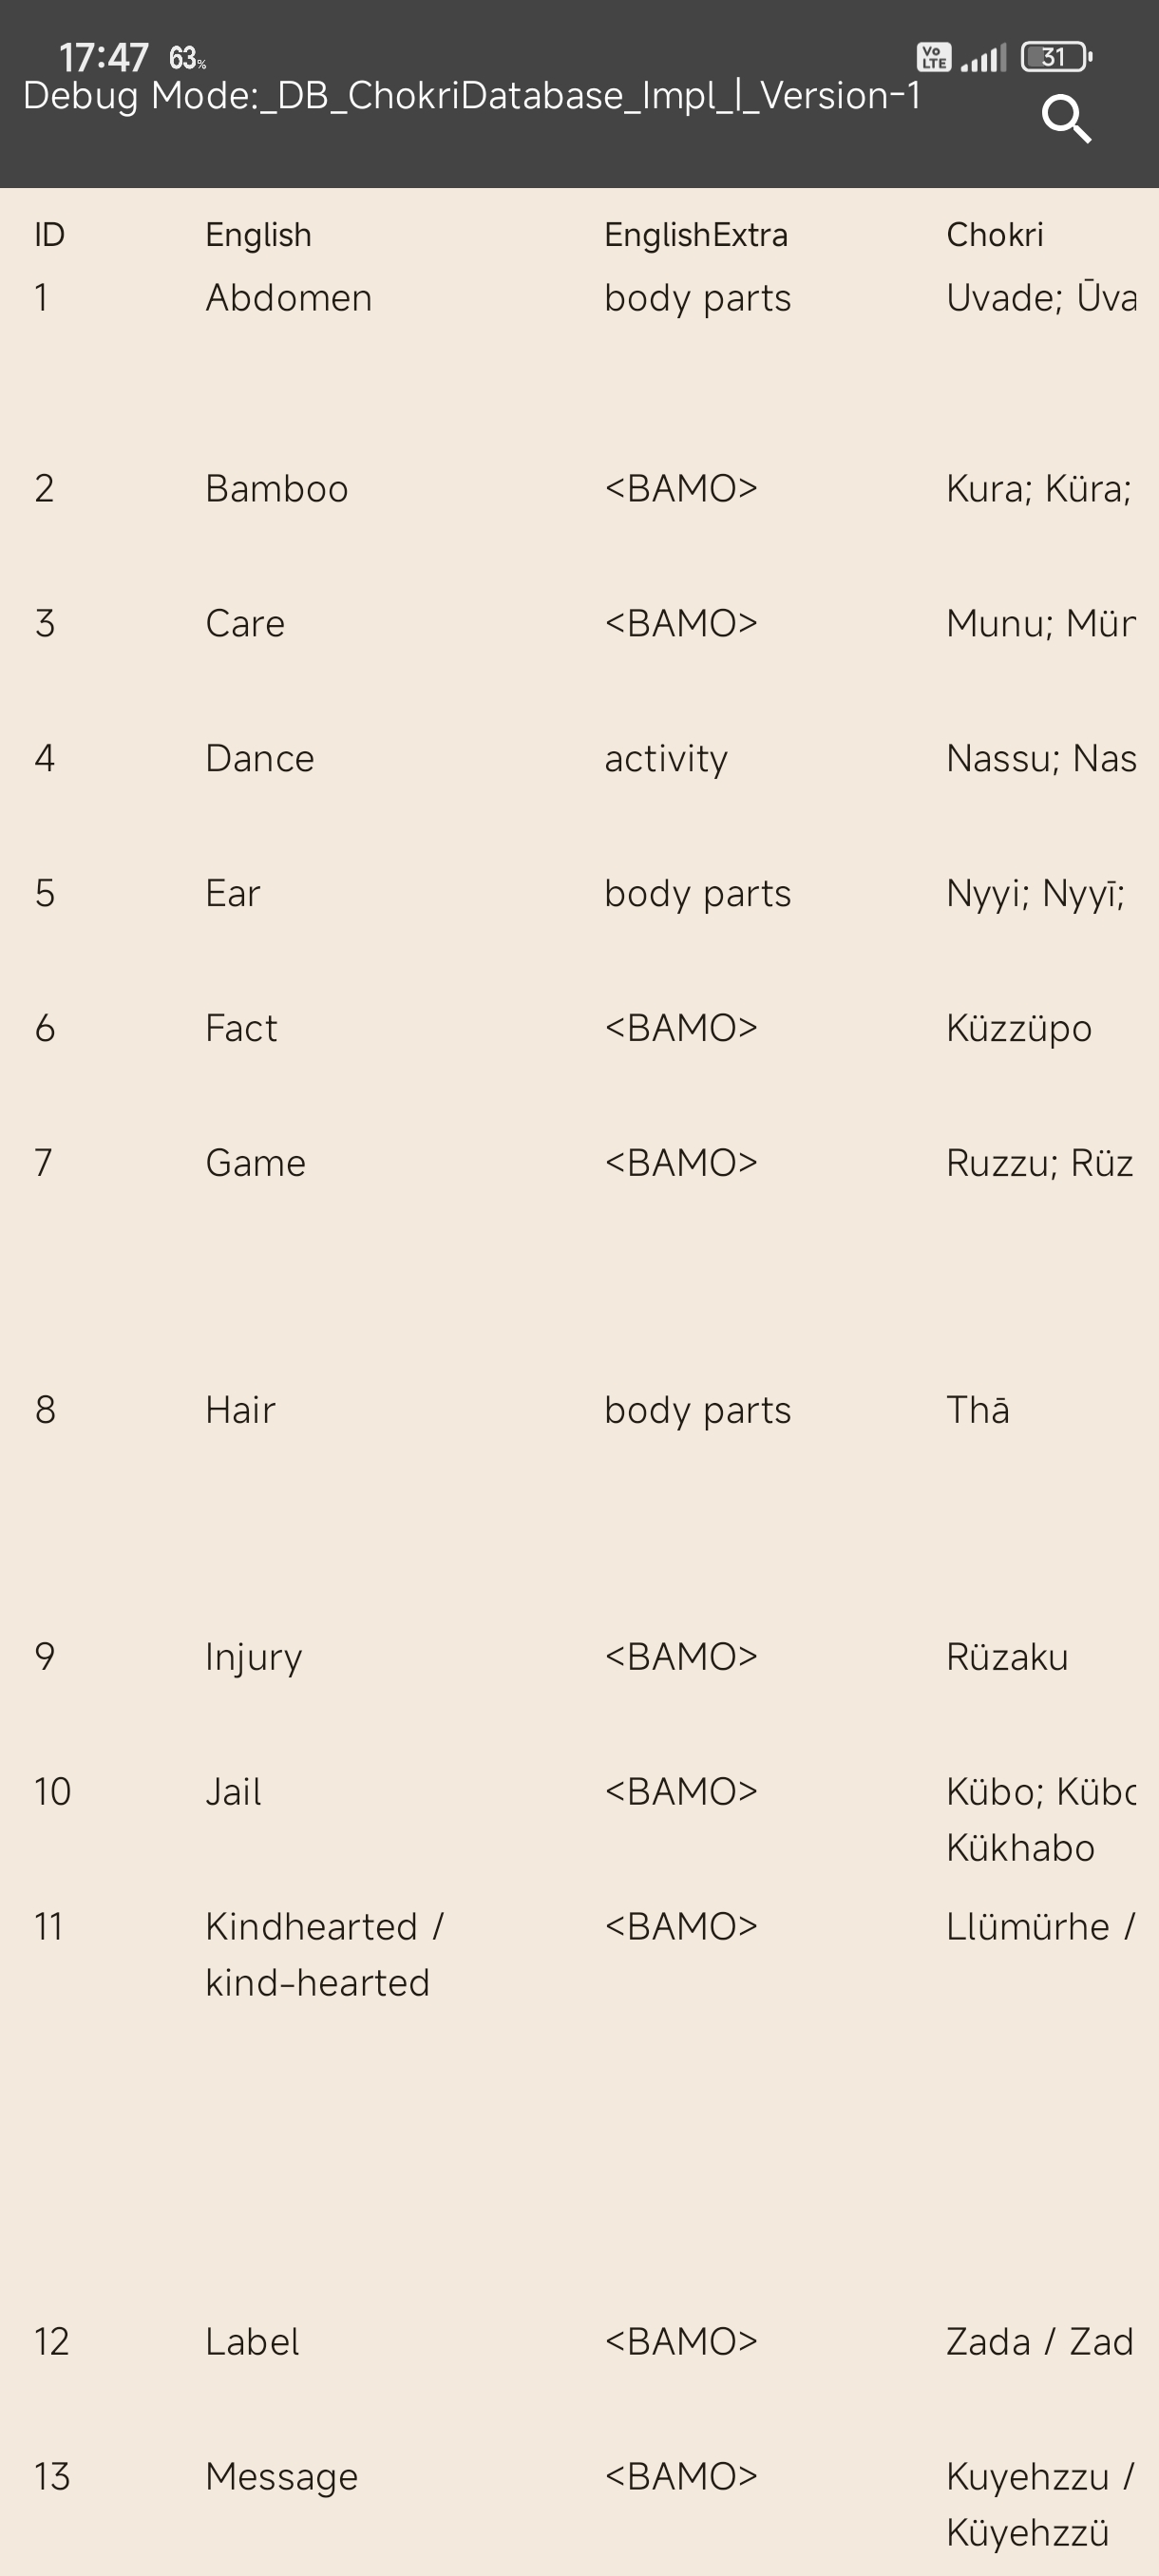 17:47 63% Vo LTE 31
Debug Mode:_DB_ChokriDatabase_Impl_|_Version-1
ID English EnglishExtra Chokri
1 Abdomen body parts Uvade; Ūva
2 Bamboo <BAMO> Kura; Küra;
3 Care <BAMO> Munu;
4 Dance activity Nassu; Nas
5 Ear body parts Nyyi; Nyyī;
6 Fact <BAMO> Küzzüpo
7 Game <BAMO> Ruzzu; Rüz
8 Hair body parts Thā
9 Injury <BAMO> Rüzaku
10 Jail <BAMO> Kübo;
Kükhabo
11 Kindhearted / <BAMO> Llümürhe /
kind-hearted
12 Label <BAMO> Zada / Zad
13 Message <BAMO> Kuyehzzu /
Küyehzzü